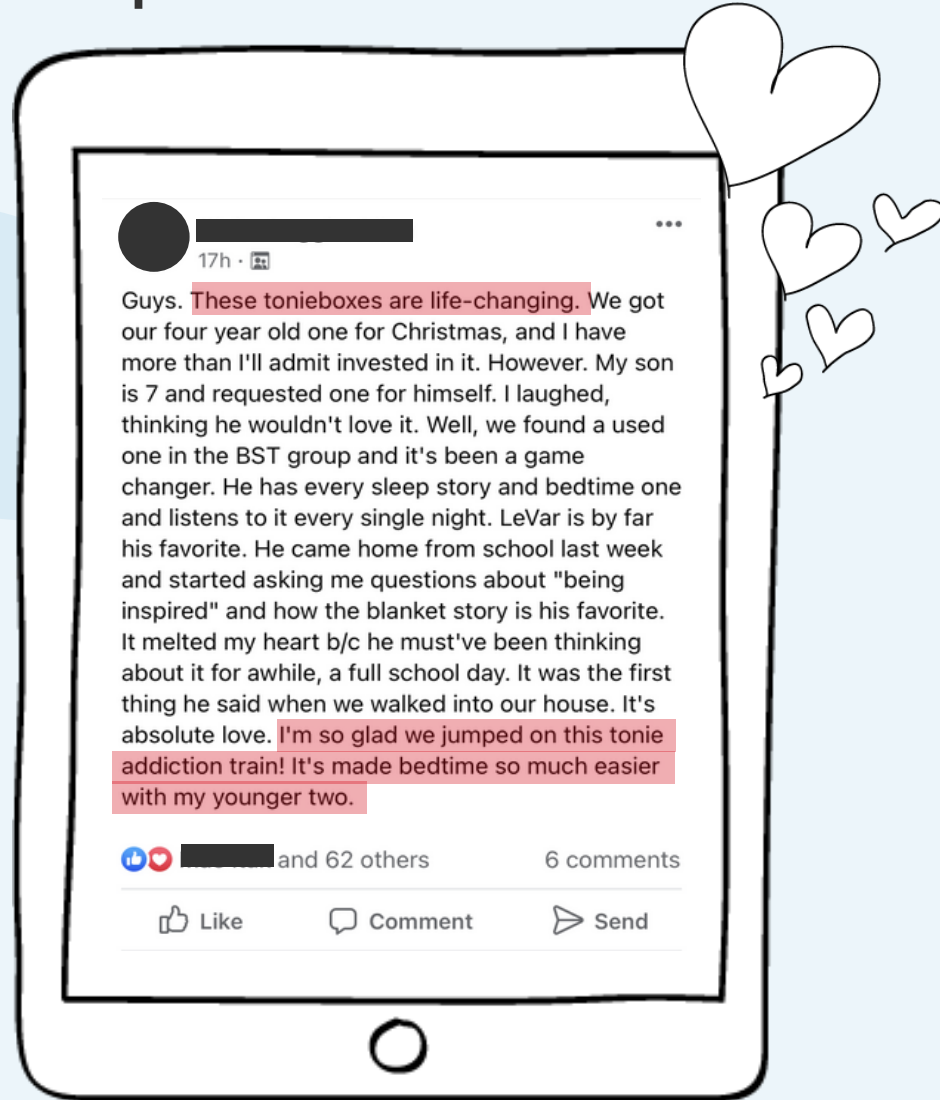 17h ·
Guys. These tonieboxes are life-changing. We got
our four year old one for Christmas, and I have
more than I'll admit invested in it. However. My son
is 7 and requested one for himself. I laughed,
thinking he wouldn't love it. Well, we found a used
one in the BST group and it's been a game
changer. He has every sleep story and bedtime one
and listens to it every single night. LeVar is by far
his favorite. He came home from school last week
and started asking me questions about "being
inspired" and how the blanket story is his favorite.
It melted my heart b/c he must've been thinking
about it for awhile, a full school day. It was the first
thing he said when we walked into our house. It's
absolute love. I'm so glad we jumped on this tonie
addiction train! It's made bedtime so much easier
with my younger two.
and 62 others 6 comments
Like Comment Send